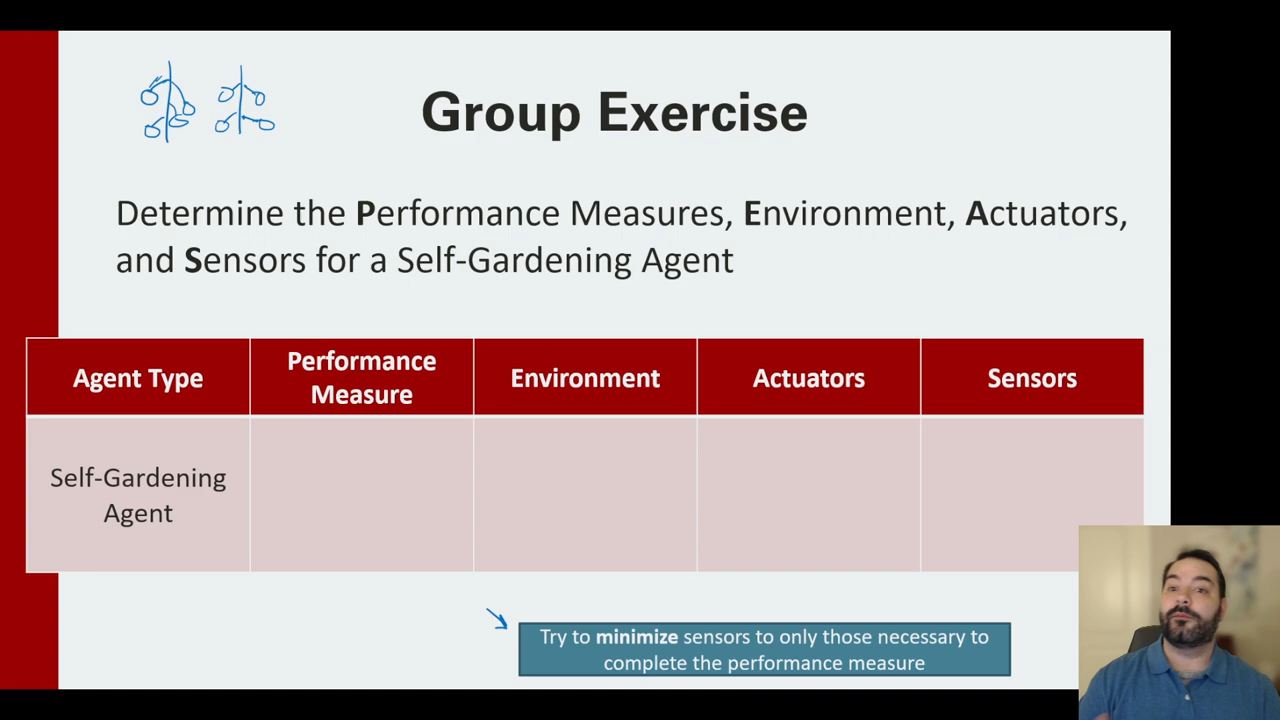 Group Exercise
Determine the Performance Measures, Environment, Actuators,
and Sensors for a Self-Gardening Agent
Agent Type
Performance
Measure
Environment
Actuators
Sensors
Self-Gardening
Agent
Try to minimize sensors to only those necessary to
complete the performance measure